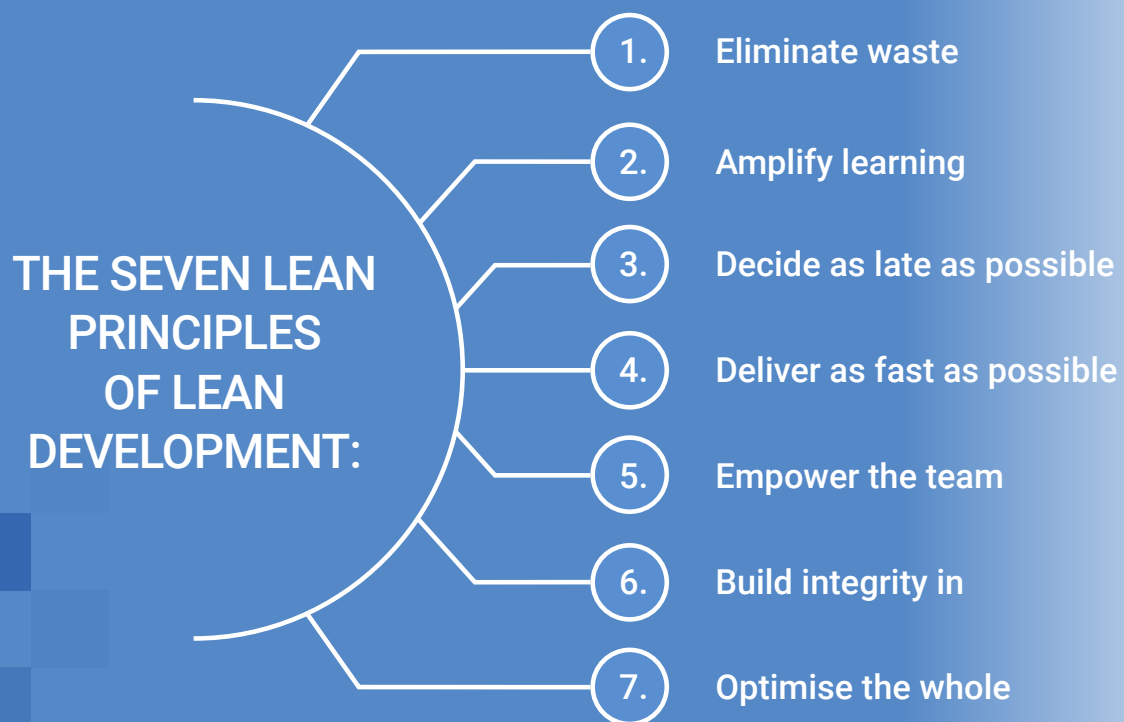 THE SEVEN LEAN
PRINCIPLES
OF LEAN
DEVELOPMENT:
1. Eliminate waste
2. Amplify learning
3. Decide as late as possible
4. Deliver as fast as possible
5. Empower the team
6. Build integrity in
7. Optimise the whole